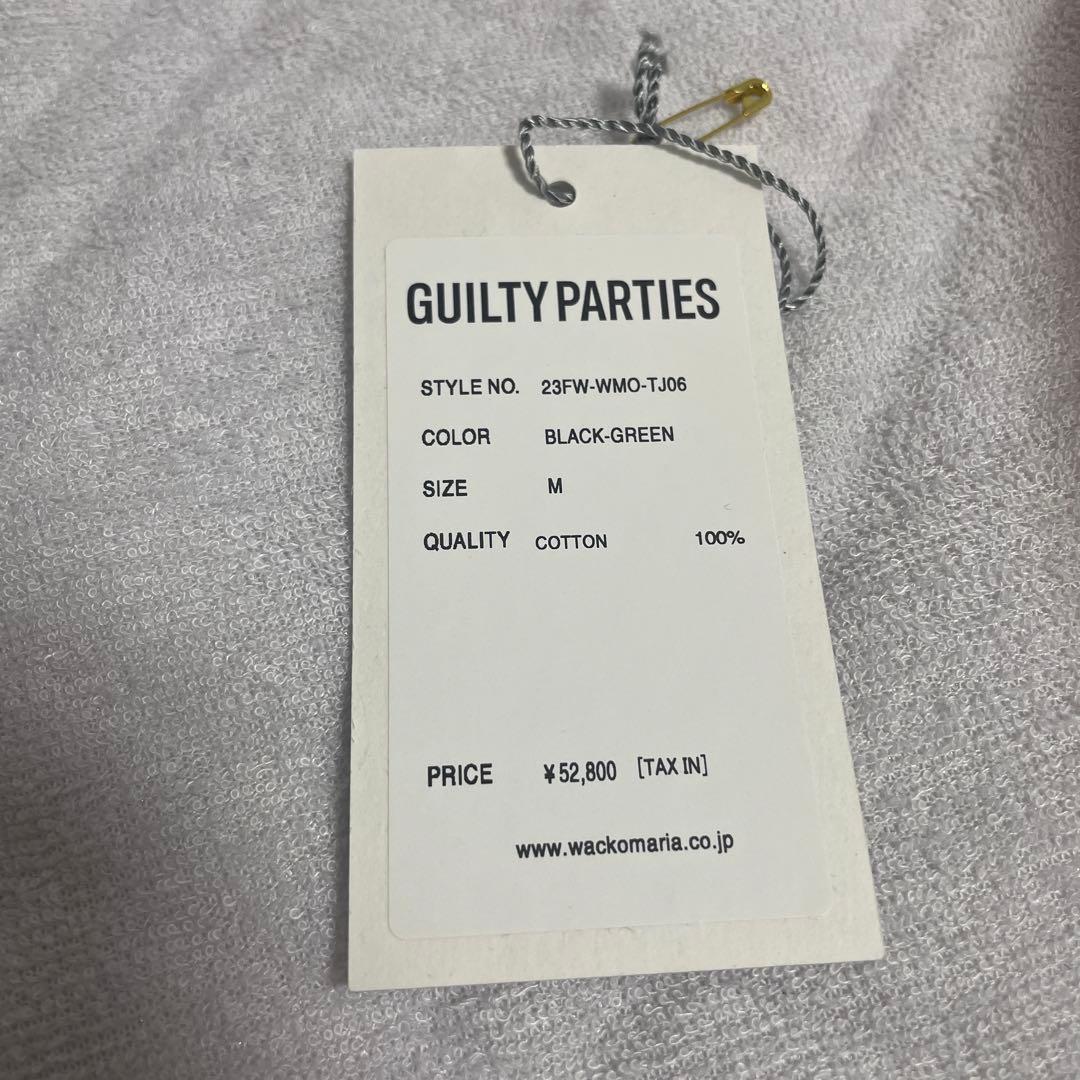 GUILTY PARTIES
STYLE NO. 23FW-WMO-TJ06
COLOR BLACK-GREEN
SIZE M
QUALITY COTTON 100%
PRICE ¥52,800 [TAX IN]
www.wackomaria.co.jp